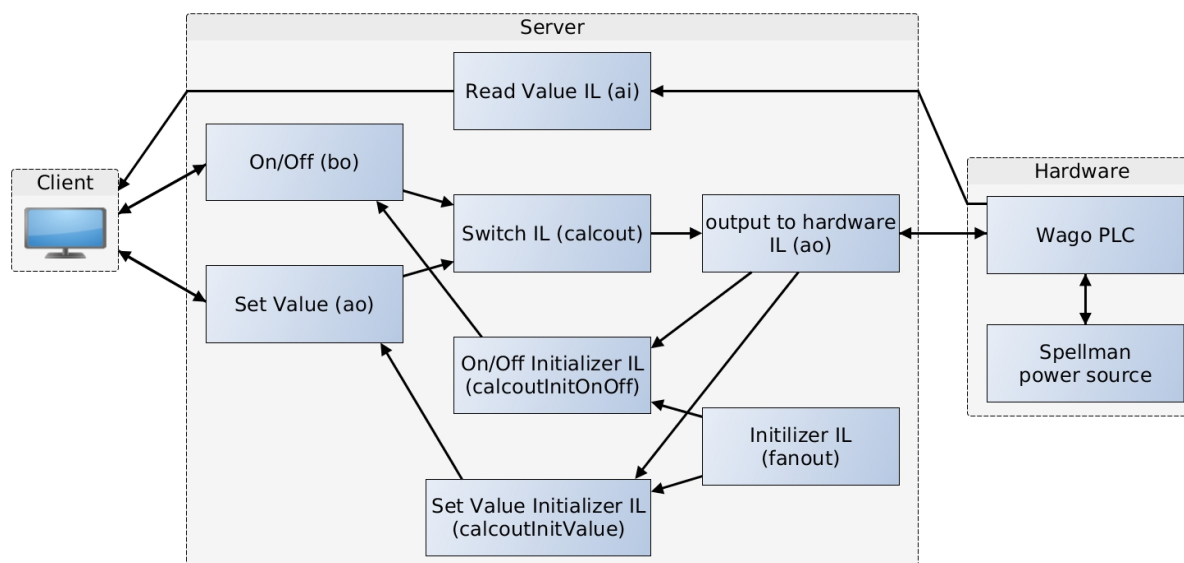 Server
Read Value IL (ai)
On/Off (bo)
Client
Hardware
Switch IL (calcout)
output to hardware
IL (ao)
Wago PLC
Set Value (ao)
On/Off Initializer IL
(calcoutInitOnOff)
Spellman
power source
Initilizer IL
(fanout)
Set Value Initializer IL
(calcoutInitValue)